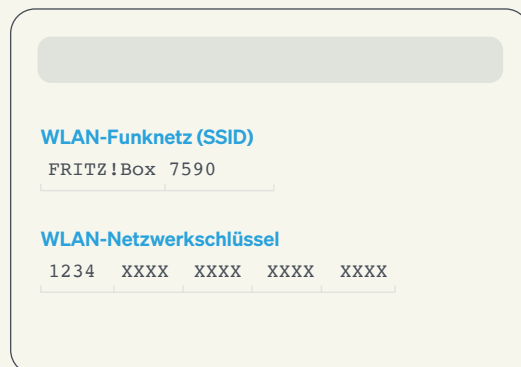 WLAN-Funknetz (SSID)
FRITZ!Box 7590
WLAN-Netzwerkschlüssel
1234 XXXX XXXX XXXX XXXX